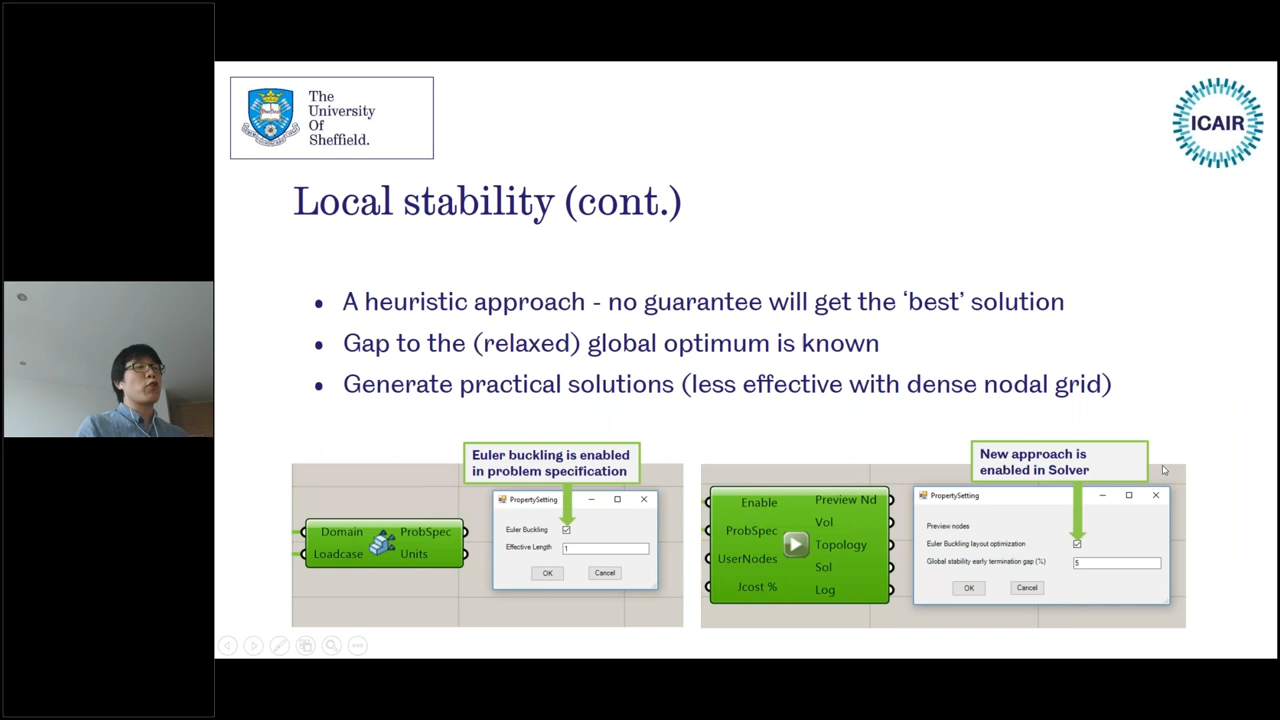 The
University
Of
Sheffield.
ICAIR
Local stability (cont.)
• A heuristic approach - no guarantee will get the ‘best’ solution
• Gap to the (relaxed) global optimum is known
• Generate practical solutions (less effective with dense nodal grid)
Euler buckling is enabled
in problem specification
Domain
Loadcase
ProbSpec
Units
PropertySetting
Euler Buckling
Effective Length
1
OK
Cancel
New approach is
enabled in Solver
Enable
ProbSpec
UserNodes
Jcost %
Preview Nd
Vol
Topology
Sol
Log
PropertySetting
Preview nodes
Euler Buckling layout optimization
Global stability early termination gap (%)
5
OK
Cancel